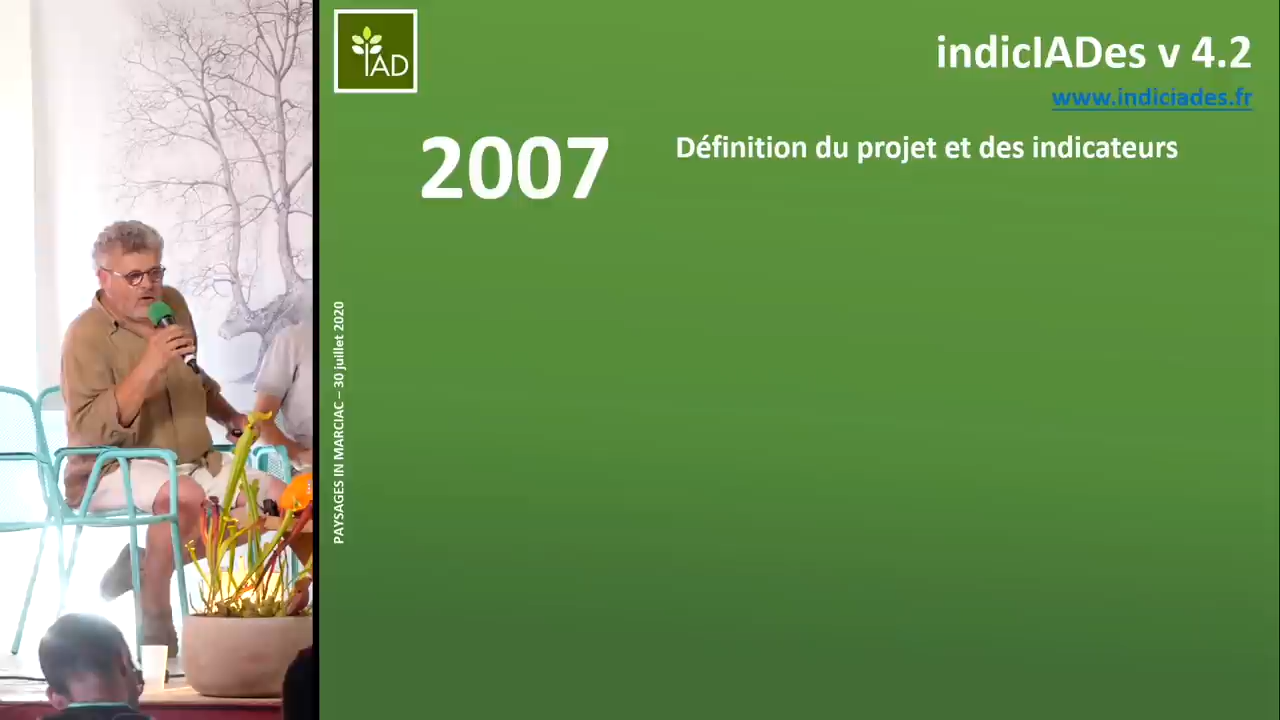 IAD
indicIADes v 4.2
www.indiciades.fr
2007
Définition du projet et des indicateurs
PAYSAGES IN MARCIAC – 30 juillet 2020